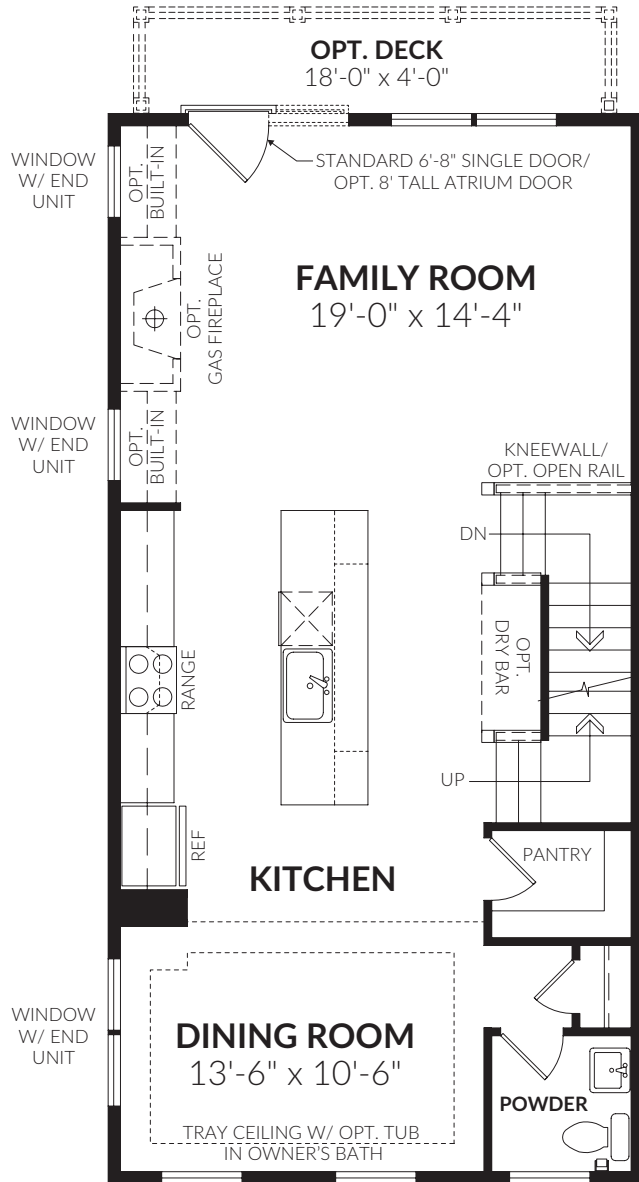 OPT. DECK
18'-0" x 4'-0"
WINDOW
W/ END
UNIT
OPT.
BUILT-IN
STANDARD 6'-8" SINGLE DOOR/
OPT. 8' TALL ATRIUM DOOR
FAMILY ROOM
19'-0" x 14'-4"
OPT.
GAS FIREPLACE
WINDOW
W/ END
UNIT
OPT.
BUILT-IN
KNEEWALL/
OPT. OPEN RAIL
DN
OPT.
DRY BAR
RANGE
UP
REF
KITCHEN
PANTRY
WINDOW
W/ END
UNIT
DINING ROOM
13'-6" x 10'-6"
POWDER
TRAY CEILING W/ OPT. TUB
IN OWNER'S BATH